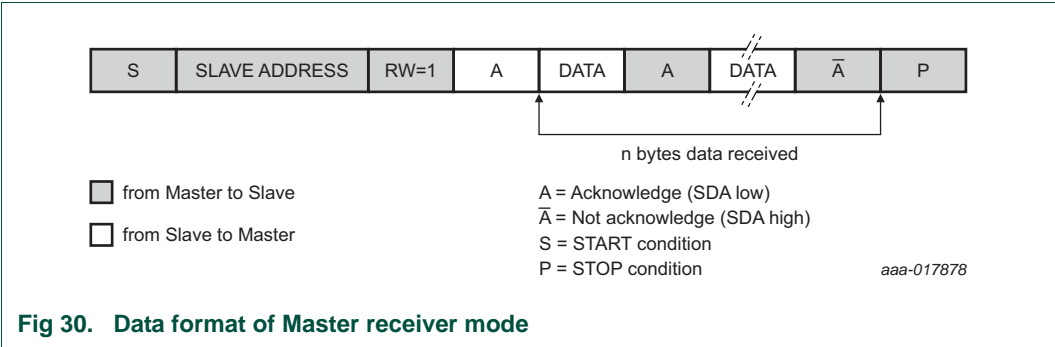 S SLAVE ADDRESS RW=1 A DATA A DATA A̅ P
n bytes data received
from Master to Slave
from Slave to Master
A = Acknowledge (SDA low)
A̅ = Not acknowledge (SDA high)
S = START condition
P = STOP condition
aaa-017878
Fig 30. Data format of Master receiver mode